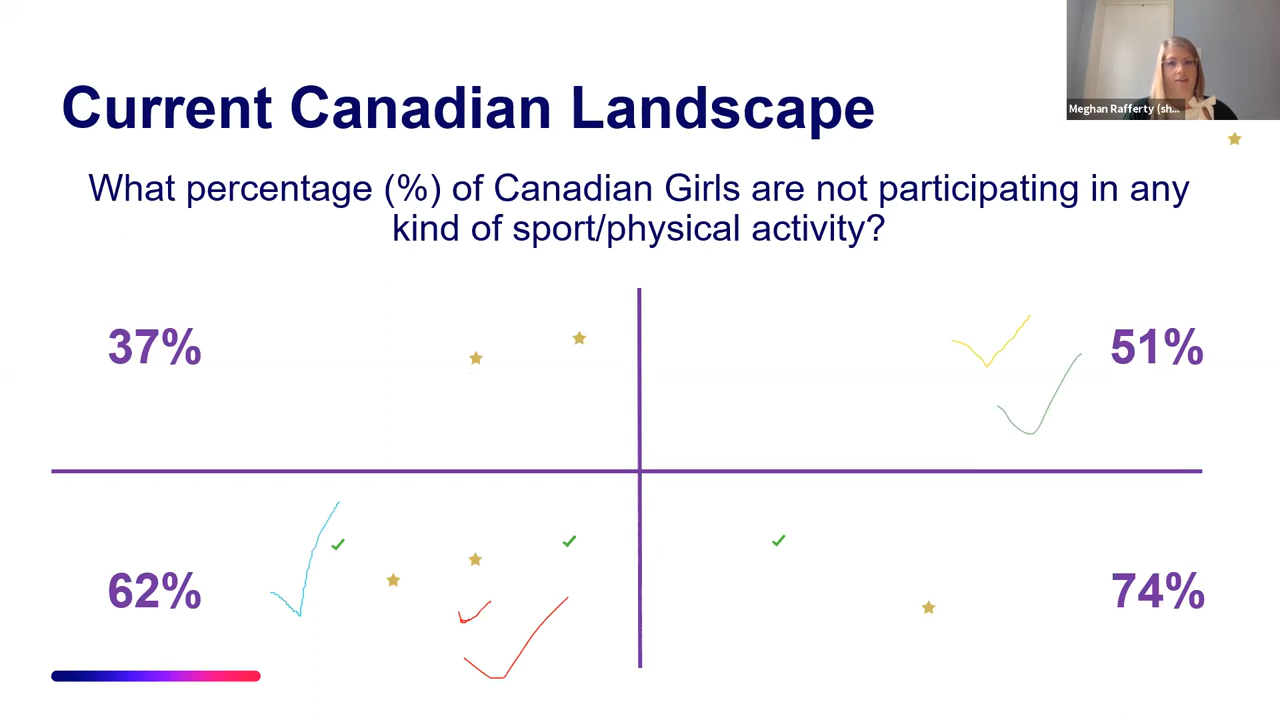 Meghan Rafferty (sh...
Current Canadian Landscape
What percentage (%) of Canadian Girls are not participating in any
kind of sport/physical activity?
37%
51%
62%
74%